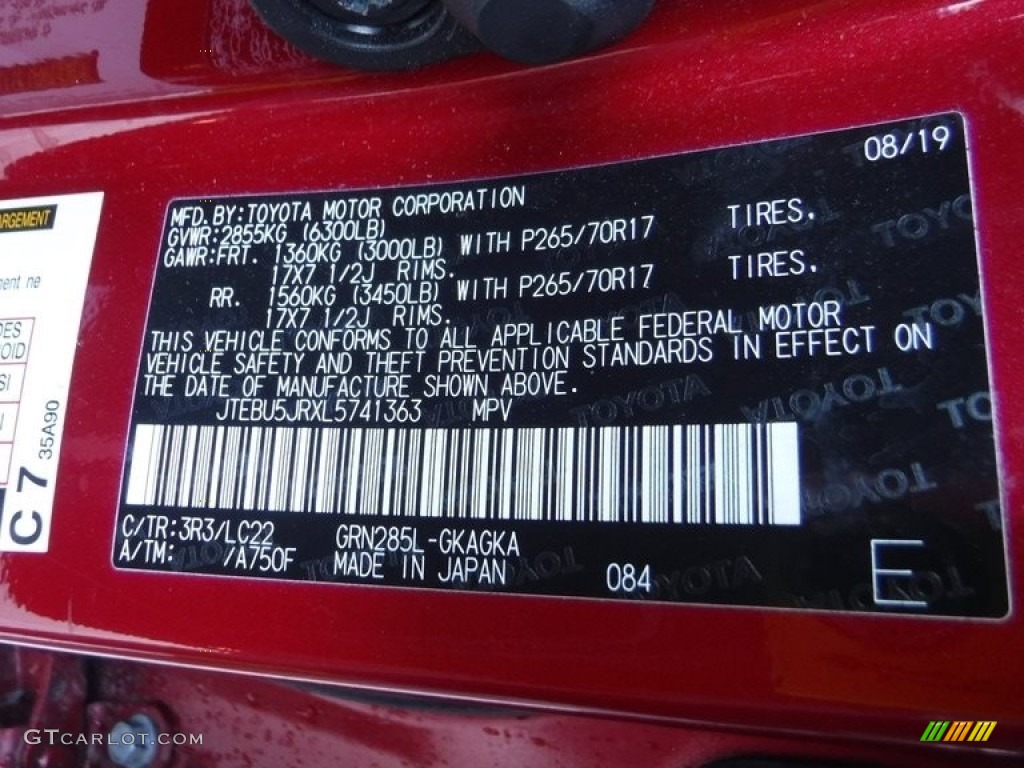 08/19
MFD. BY:TOYOTA MOTOR CORPORATION
GVWR:2855KG (6300LB)
GAWR:FRT. 1360KG (3000LB) WITH P265/70R17 TIRES.
17X7 1/2J RIMS.
RR. 1560KG (3450LB) WITH P265/70R17 TIRES.
17X7 1/2J RIMS.
THIS VEHICLE CONFORMS TO ALL APPLICABLE FEDERAL MOTOR
VEHICLE SAFETY AND THEFT PREVENTION STANDARDS IN EFFECT ON
THE DATE OF MANUFACTURE SHOWN ABOVE.
JTEBU5JRXL5741363 MPV
C/TR:3R3/LC22 GRN285L-GKAGKA
A/TM: /A750F MADE IN JAPAN 084 E
ment ne
C 7 35A90
GTCARLOT.COM